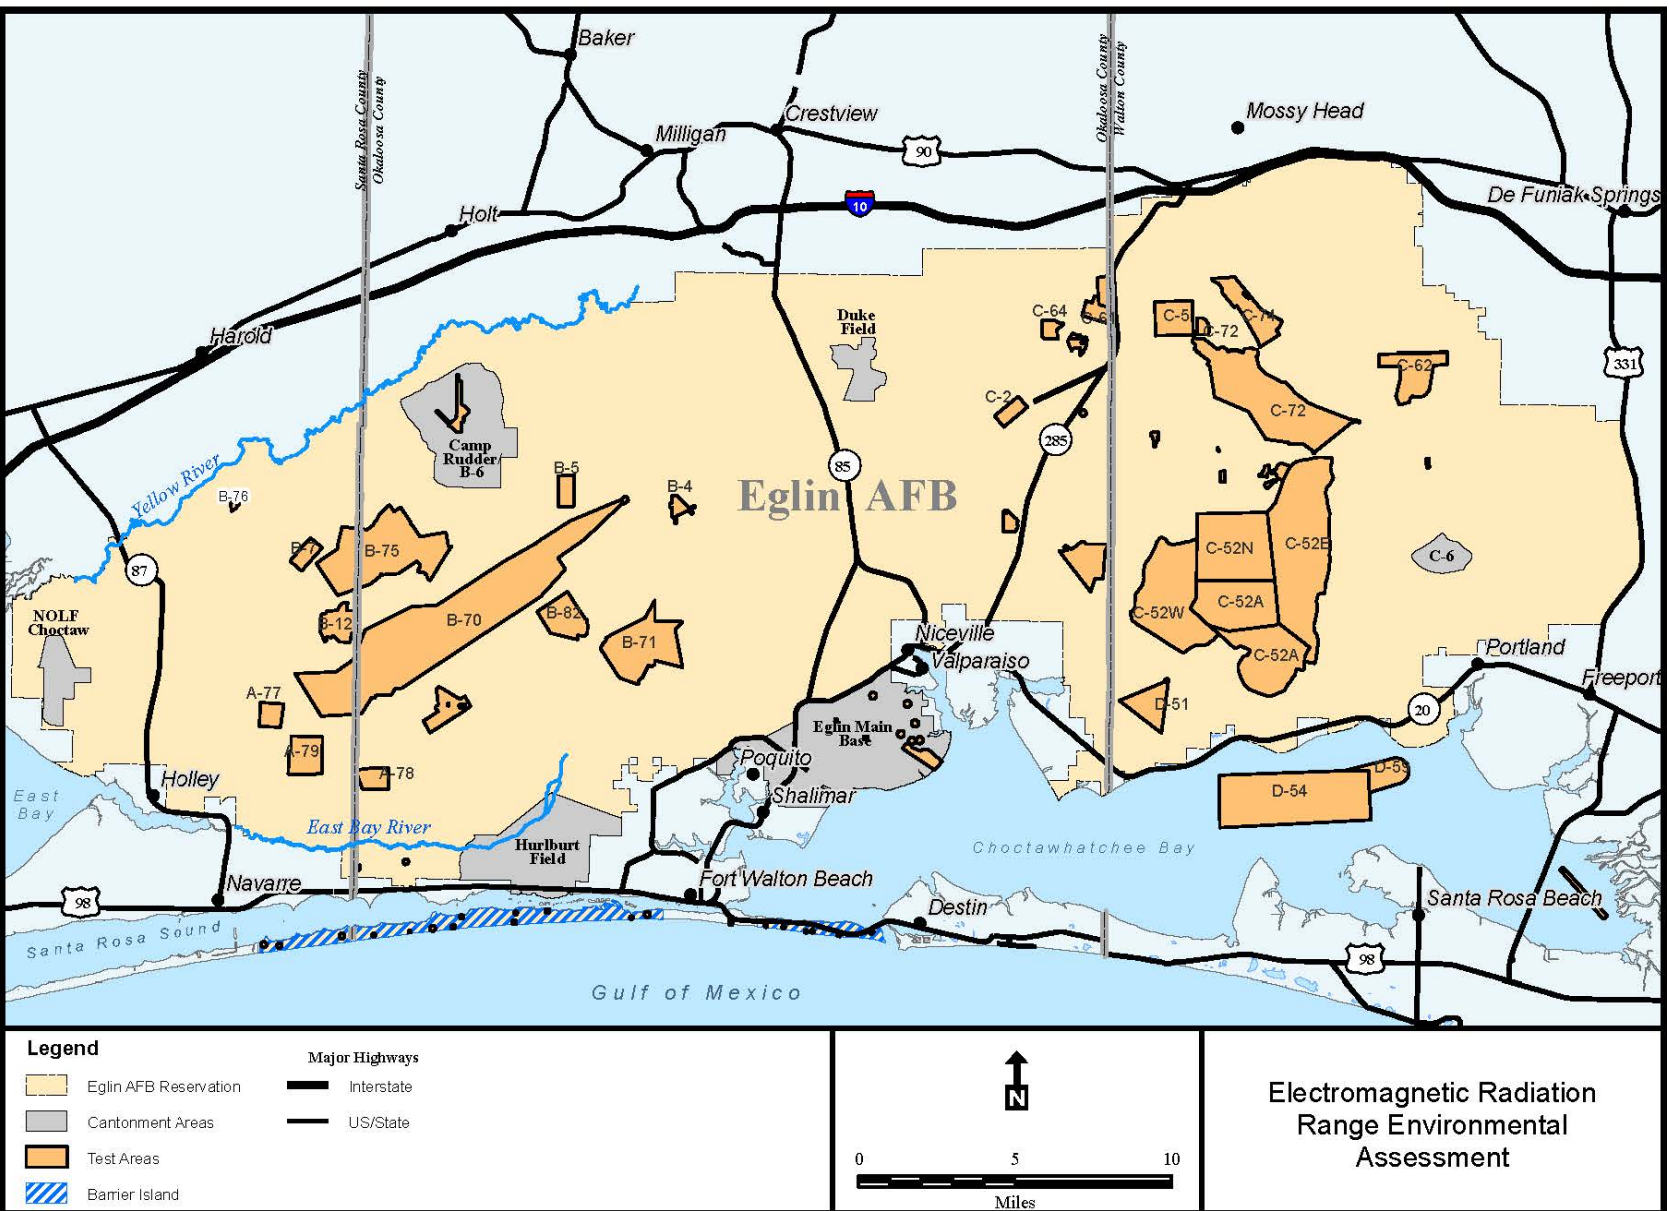 Baker
Santa Rosa County
Okaloosa County
Okaloosa County
Walton County
Crestview
Mossy Head
Milligan
90
De Funiak Springs
10
Holt
Harold
Duke
Field
C-64
C-61
C-5
C-72
C-74
C-62
331
C-2
C-72
285
Camp
Rudder/
B-6
B-5
B-4
85
Eglin AFB
Yellow River
B-76
B-7
B-75
C-52N
C-52E
C-6
87
NOLF
Choctaw
B-12
B-70
B-82
B-71
C-52W
C-52A
C-52A
Niceville
Valparaiso
Portland
Freeport
A-77
D-51
20
Eglin Main
Base
A-79
A-78
Poquito
Holley
Shalimar
D-54
D-59
East
Bay
East Bay River
Hurlburt
Field
Choctawhatchee Bay
Navarre
Fort Walton Beach
Destin
Santa Rosa Beach
98
Santa Rosa Sound
98
Gulf of Mexico
Legend
Eglin AFB Reservation
Cantonment Areas
Test Areas
Barrier Island
Major Highways
Interstate
US/State
N
0 5 10
Miles
Electromagnetic Radiation
Range Environmental
Assessment